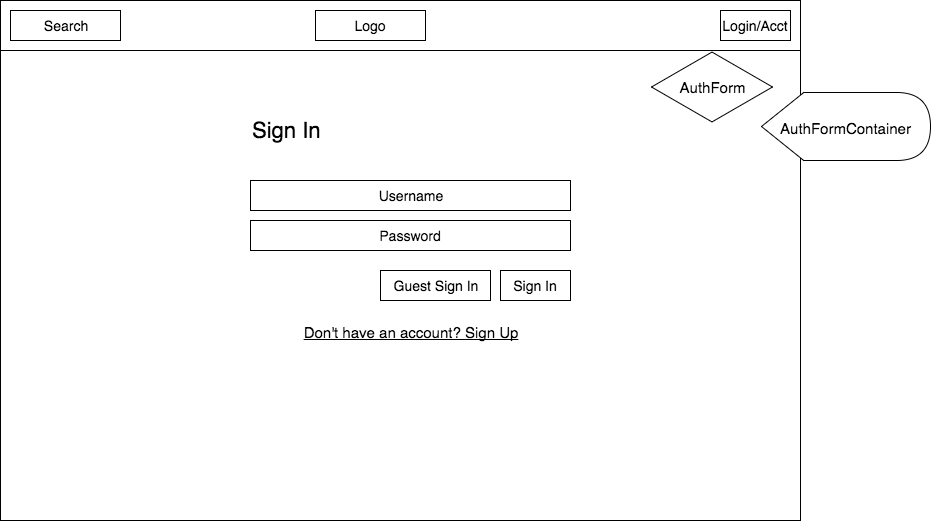 Search
Logo
Login/Acct
AuthForm
AuthFormContainer
Sign In
Username
Password
Guest Sign In
Sign In
Don't have an account? Sign Up